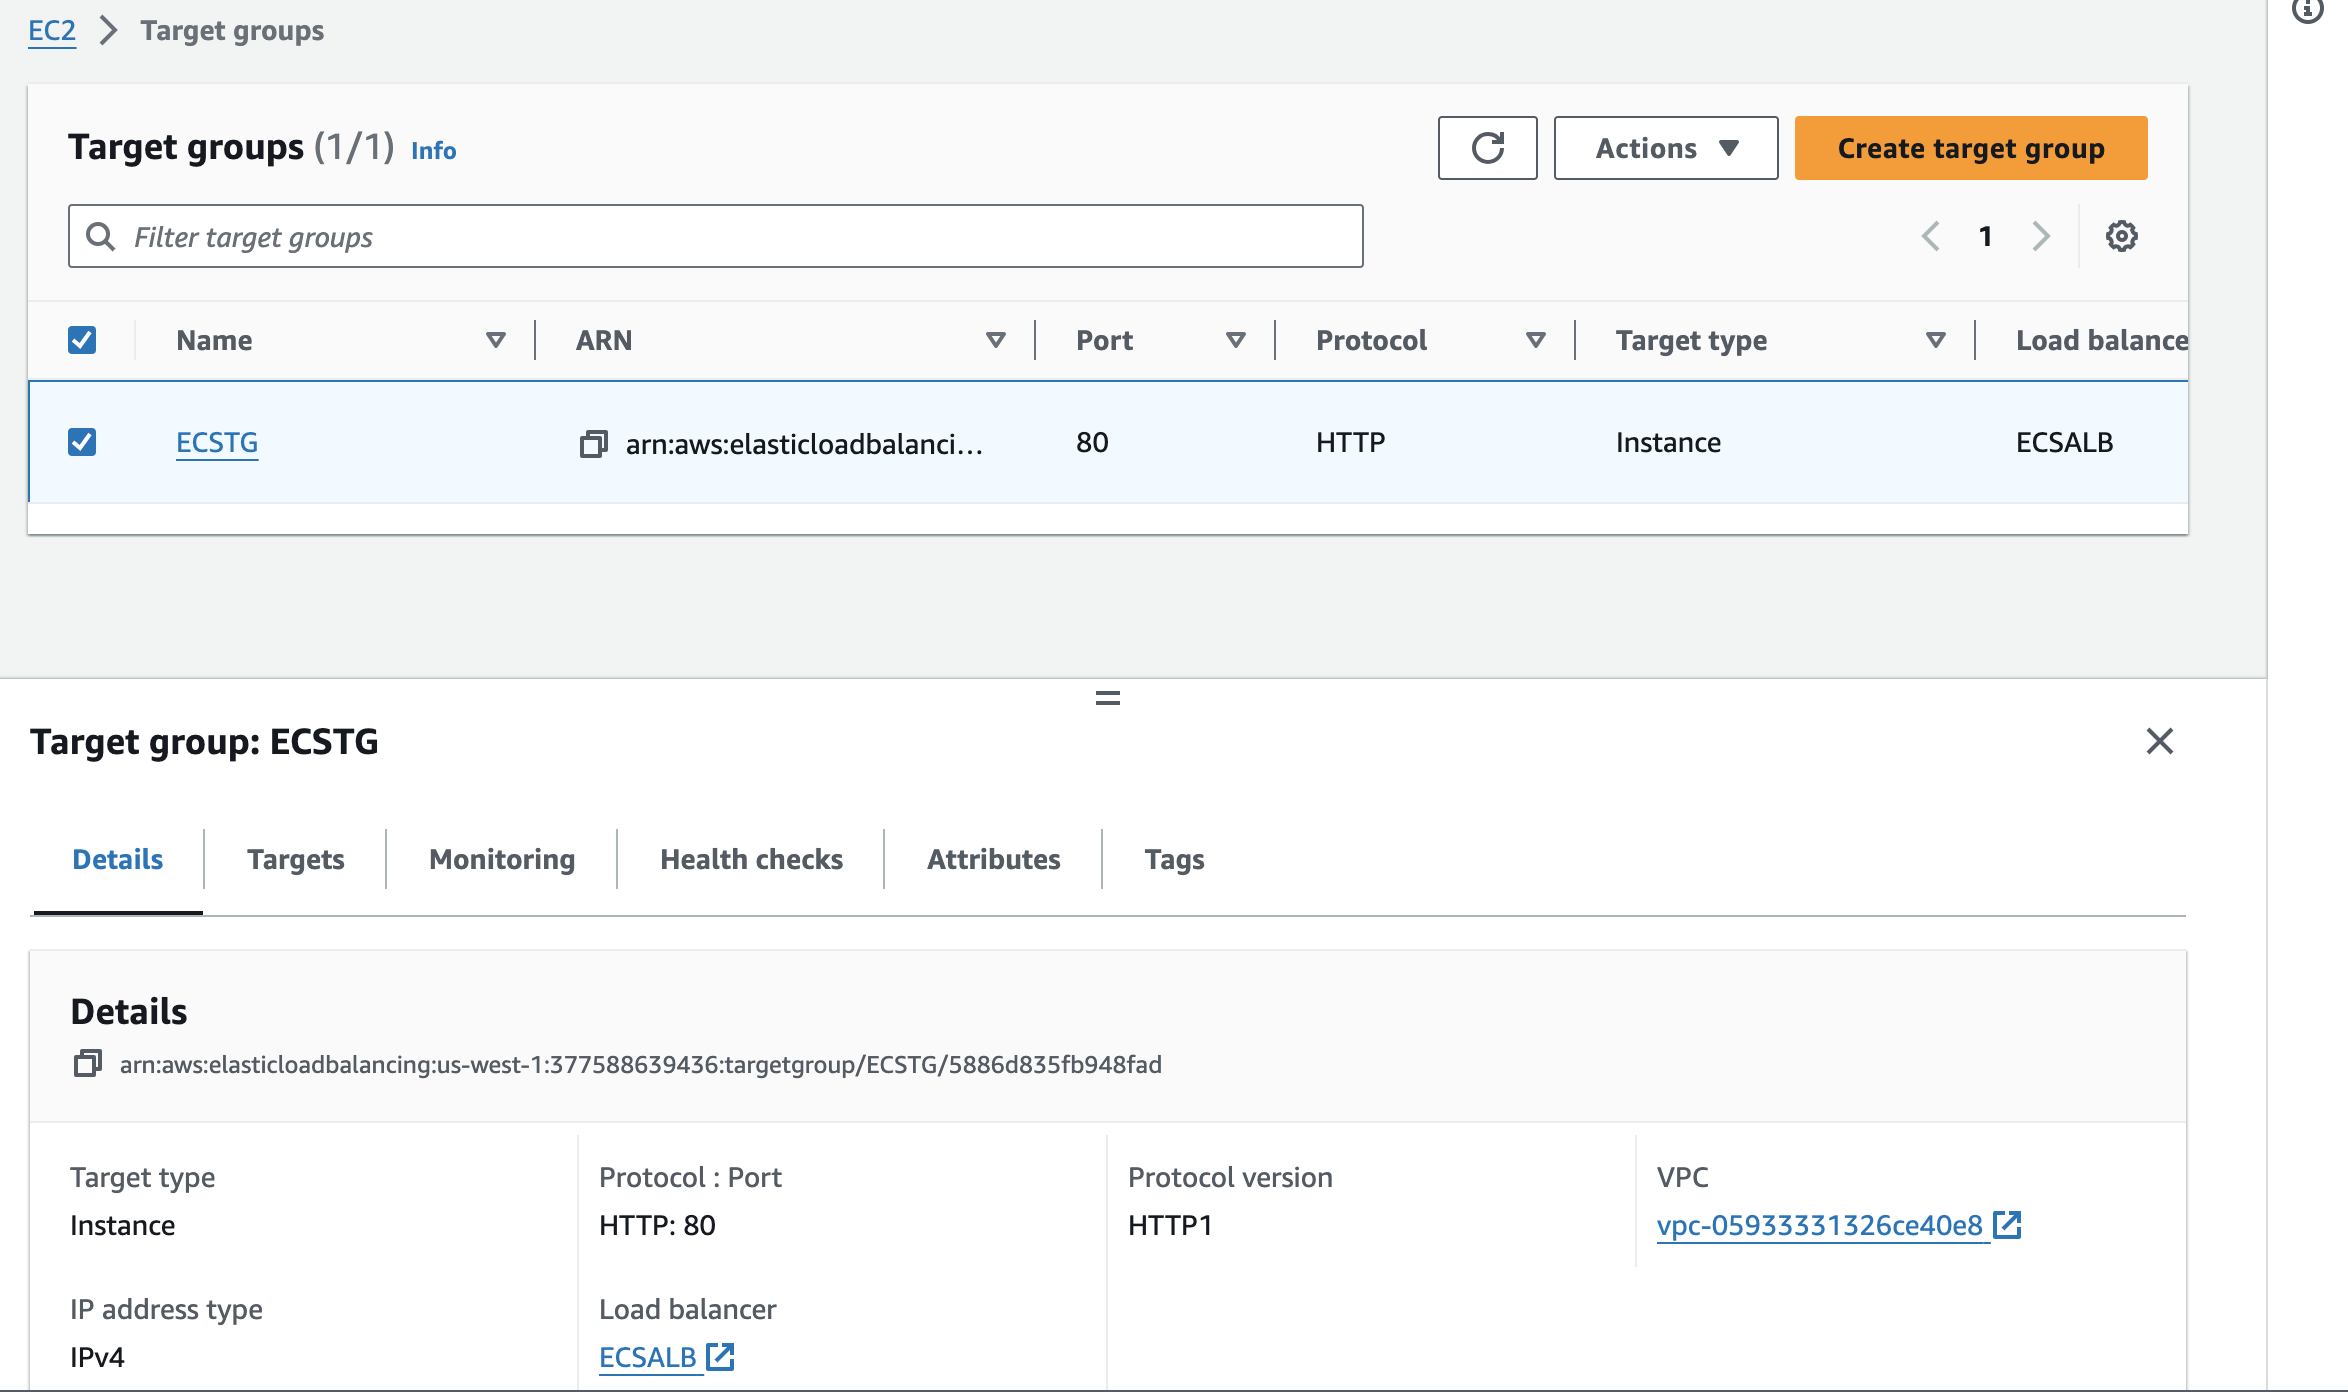 EC2 > Target groups
Target groups (1/1) Info
Actions
Create target group
Filter target groups
1
Name ARN Port Protocol Target type Load balance
ECSTG arn:aws:elasticloadbalanci... 80 HTTP Instance ECSALB
Target group: ECSTG
Details Targets Monitoring Health checks Attributes Tags
Details
arn:aws:elasticloadbalancing:us-west-1:377588639436:targetgroup/ECSTG/5886d835fb948fad
Target type Protocol : Port Protocol version VPC
Instance HTTP: 80 HTTP1 vpc-05933331326ce40e8
IP address type Load balancer
IPv4 ECSALB